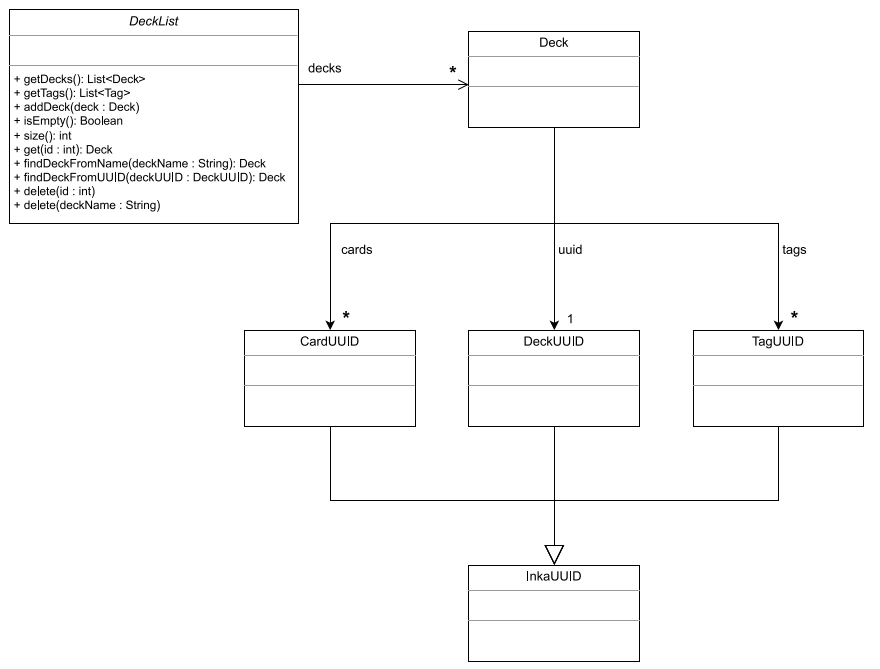 DeckList
+ getDecks(): List<Deck>
+ getTags(): List<Tag>
+ addDeck(deck : Deck)
+ isEmpty(): Boolean
+ size(): int
+ get(id : int): Deck
+ findDeckFromName(deckName : String): Deck
+ findDeckFromUUID(deckUUID : DeckUUID): Deck
+ delete(id : int)
+ delete(deckName : String)
decks
*
Deck
cards
uuid
tags
*
1
*
CardUUID
DeckUUID
TagUUID
InkaUUID